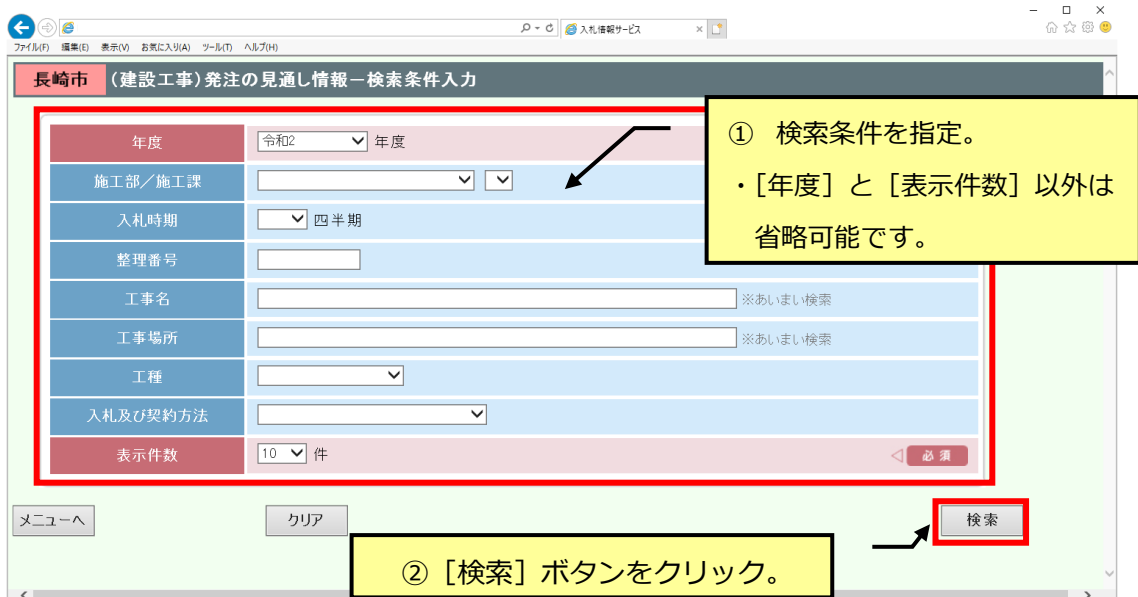 入札情報サービス
ファイル(F) 編集(E) 表示(V) お気に入り(A) ツール(T) ヘルプ(H)
長崎市 (建設工事)発注の見通し情報－検索条件入力
年度 令和2 年度
① 検索条件を指定。
・［年度］と［表示件数］以外は
省略可能です。
施工部／施工課
入札時期 四半期
整理番号
工事名 ※あいまい検索
工事場所 ※あいまい検索
工種
入札及び契約方法
表示件数 10 件 必須
メニューへ クリア 検索
②［検索］ボタンをクリック。